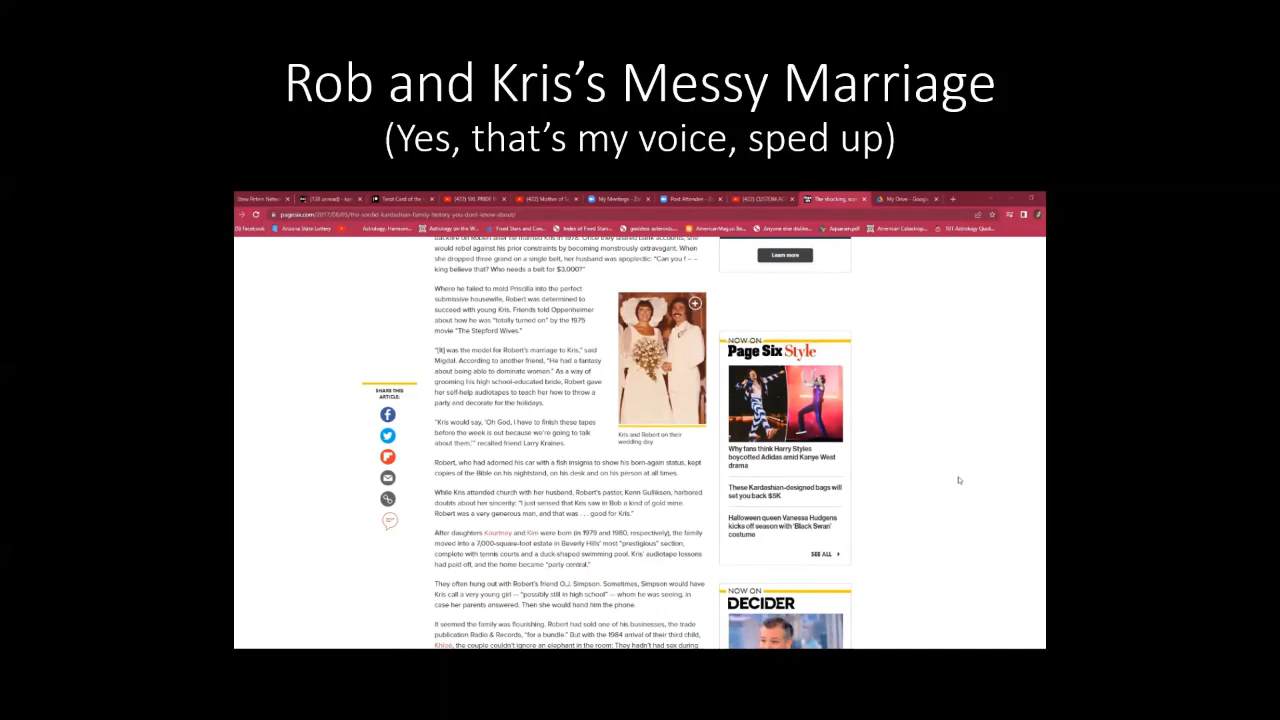 Rob and Kris's Messy Marriage
(Yes, that's my voice, sped up)
pagesix.com/2017/08/05/the-sordid-kardashian-family-history-you-dont-know-about/
would rebel against his prior constraints by becoming monstrously extravagant. When
she dropped three grand on a single belt, her husband was apoplectic: "Can you f – –
king believe that? Who needs a belt for $3,000?"
Where he failed to mold Priscilla into the perfect
submissive housewife, Robert was determined to
succeed with young Kris. Friends told Oppenheimer
about how he was "totally turned on" by the 1975
movie "The Stepford Wives."
"[It] was the model for Robert's marriage to Kris," said
Migdal. According to another friend, "He had a fantasy
about being able to dominate women." As a way of
grooming his high school-educated bride, Robert gave
her self-help audiotapes to teach her how to throw a
party and decorate for the holidays.
"Kris would say, 'Oh God, I have to finish these tapes
before the week is out because we're going to talk
about them,'" recalled friend Larry Kraines.
Kris and Robert on their
wedding day
Robert, who had adorned his car with a fish insignia to show his born-again status, kept
copies of the Bible on his nightstand, on his desk and on his person at all times.
While Kris attended church with her husband, Robert's pastor, Kenn Gulliksen, harbored
doubts about her sincerity: "I just sensed that Kris saw in Bob a kind of gold mine.
Robert was a very generous man, and that was . . . good for Kris."
After daughters Kourtney and Kim were born (in 1979 and 1980, respectively), the family
moved into a 7,000-square-foot estate in Beverly Hills' most "prestigious" section,
complete with tennis courts and a duck-shaped swimming pool. Kris' audiotape lessons
had paid off, and the home became "party central."
They often hung out with Robert's friend O.J. Simpson. Sometimes, Simpson would have
Kris call a very young girl — "possibly still in high school" — whom he was seeing, in
case her parents answered. Then she would hand him the phone.
It seemed the family was flourishing. Robert had sold one of his businesses, the trade
publication Radio & Records, "for a bundle." But with the 1984 arrival of their third child,
Khloé, the couple couldn't ignore an elephant in the room: They hadn't had sex during
SHARE THIS
ARTICLE:
Learn more
NOW ON
Page Six Style
Why fans think Harry Styles
boycotted Adidas amid Kanye West
drama
These Kardashian-designed bags will
set you back $5K
Halloween queen Vanessa Hudgens
kicks off season with 'Black Swan'
costume
SEE ALL
NOW ON
DECIDER